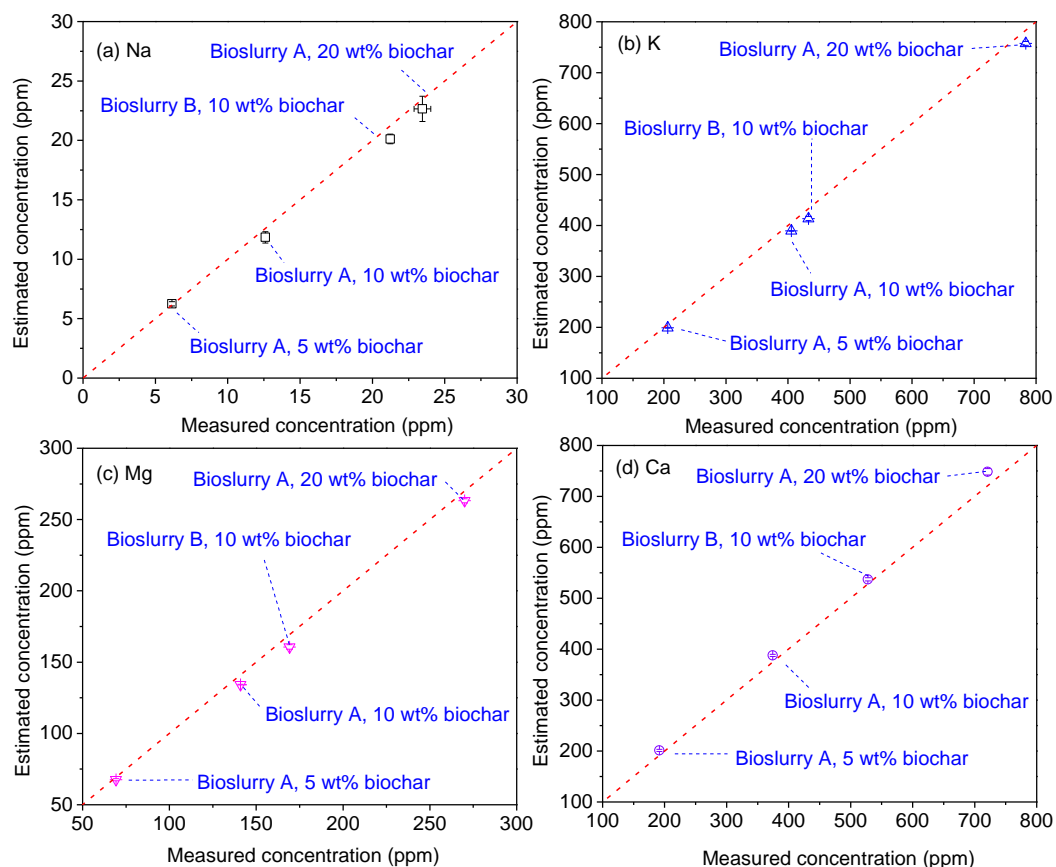 (a) Na
Bioslurry A, 20 wt% biochar
Bioslurry B, 10 wt% biochar
Bioslurry A, 10 wt% biochar
Bioslurry A, 5 wt% biochar
Estimated concentration (ppm)
30
25
20
15
10
5
0
0 5 10 15 20 25 30
Measured concentration (ppm)
(b) K
Bioslurry A, 20 wt% biochar
Bioslurry B, 10 wt% biochar
Bioslurry A, 10 wt% biochar
Bioslurry A, 5 wt% biochar
Estimated concentration (ppm)
800
700
600
500
400
300
200
100
100 200 300 400 500 600 700 800
Measured concentration (ppm)
(c) Mg
Bioslurry A, 20 wt% biochar
Bioslurry B, 10 wt% biochar
Bioslurry A, 10 wt% biochar
Bioslurry A, 5 wt% biochar
Estimated concentration (ppm)
300
250
200
150
100
50
50 100 150 200 250 300
Measured concentration (ppm)
(d) Ca
Bioslurry A, 20 wt% biochar
Bioslurry B, 10 wt% biochar
Bioslurry A, 10 wt% biochar
Bioslurry A, 5 wt% biochar
Estimated concentration (ppm)
800
700
600
500
400
300
200
100
100 200 300 400 500 600 700 800
Measured concentration (ppm)